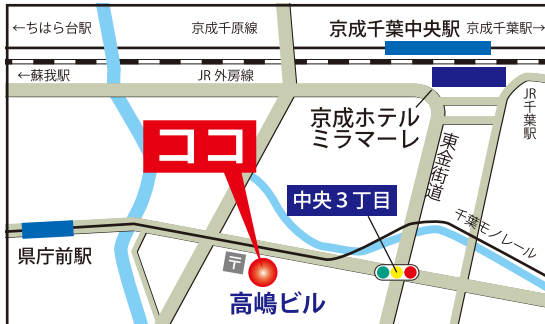 ←ちはら台駅
京成千原線
京成千葉中央駅
京成千葉駅→
←蘇我駅
JR 外房線
JR千葉駅
京成ホテル
ミラマーレ
東金街道
ココ
中央３丁目
千葉モノレール
県庁前駅
〒
高嶋ビル